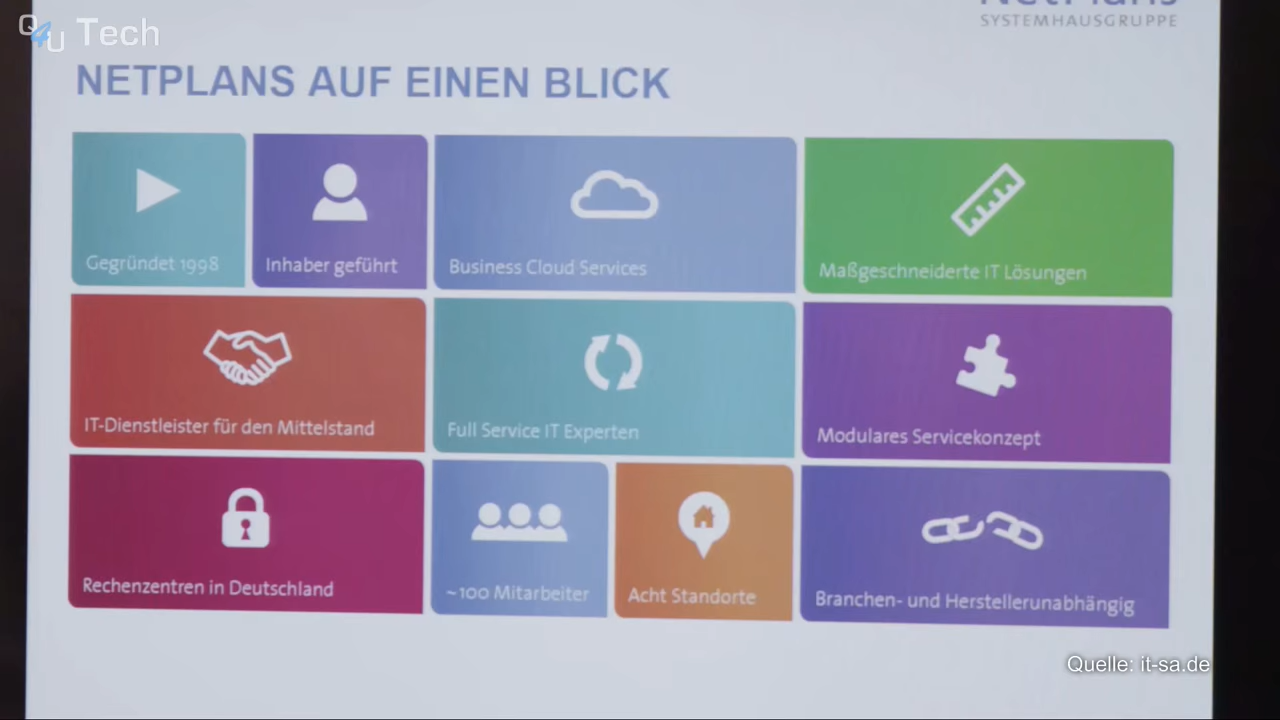 Q4U Tech
NetPlans
SYSTEMHAUSGRUPPE
NETPLANS AUF EINEN BLICK
Gegründet 1998
Inhaber geführt
Business Cloud Services
Maßgeschneiderte IT Lösungen
IT-Dienstleister für den Mittelstand
Full Service IT Experten
Modulares Servicekonzept
Rechenzentren in Deutschland
~100 Mitarbeiter
Acht Standorte
Branchen- und Herstellerunabhängig
Quelle: it-sa.de